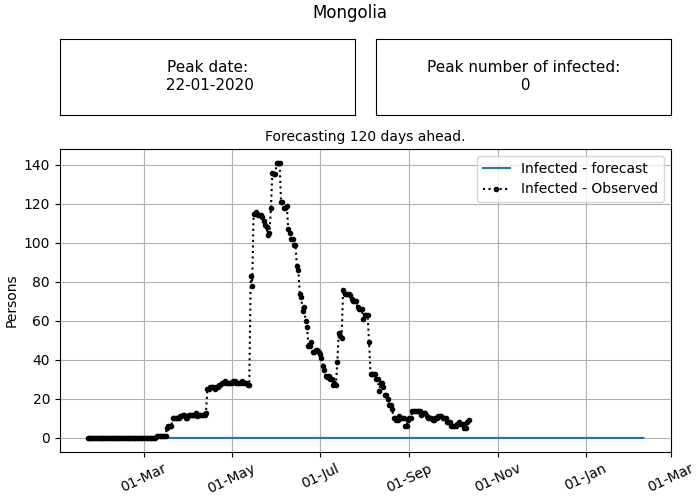 Mongolia
Peak date:
22-01-2020
Peak number of infected:
0
Forecasting 120 days ahead.
Infected - forecast
Infected - Observed
Persons
140
120
100
80
60
40
20
0
01-Mar
01-May
01-Jul
01-Sep
01-Nov
01-Jan
01-Mar